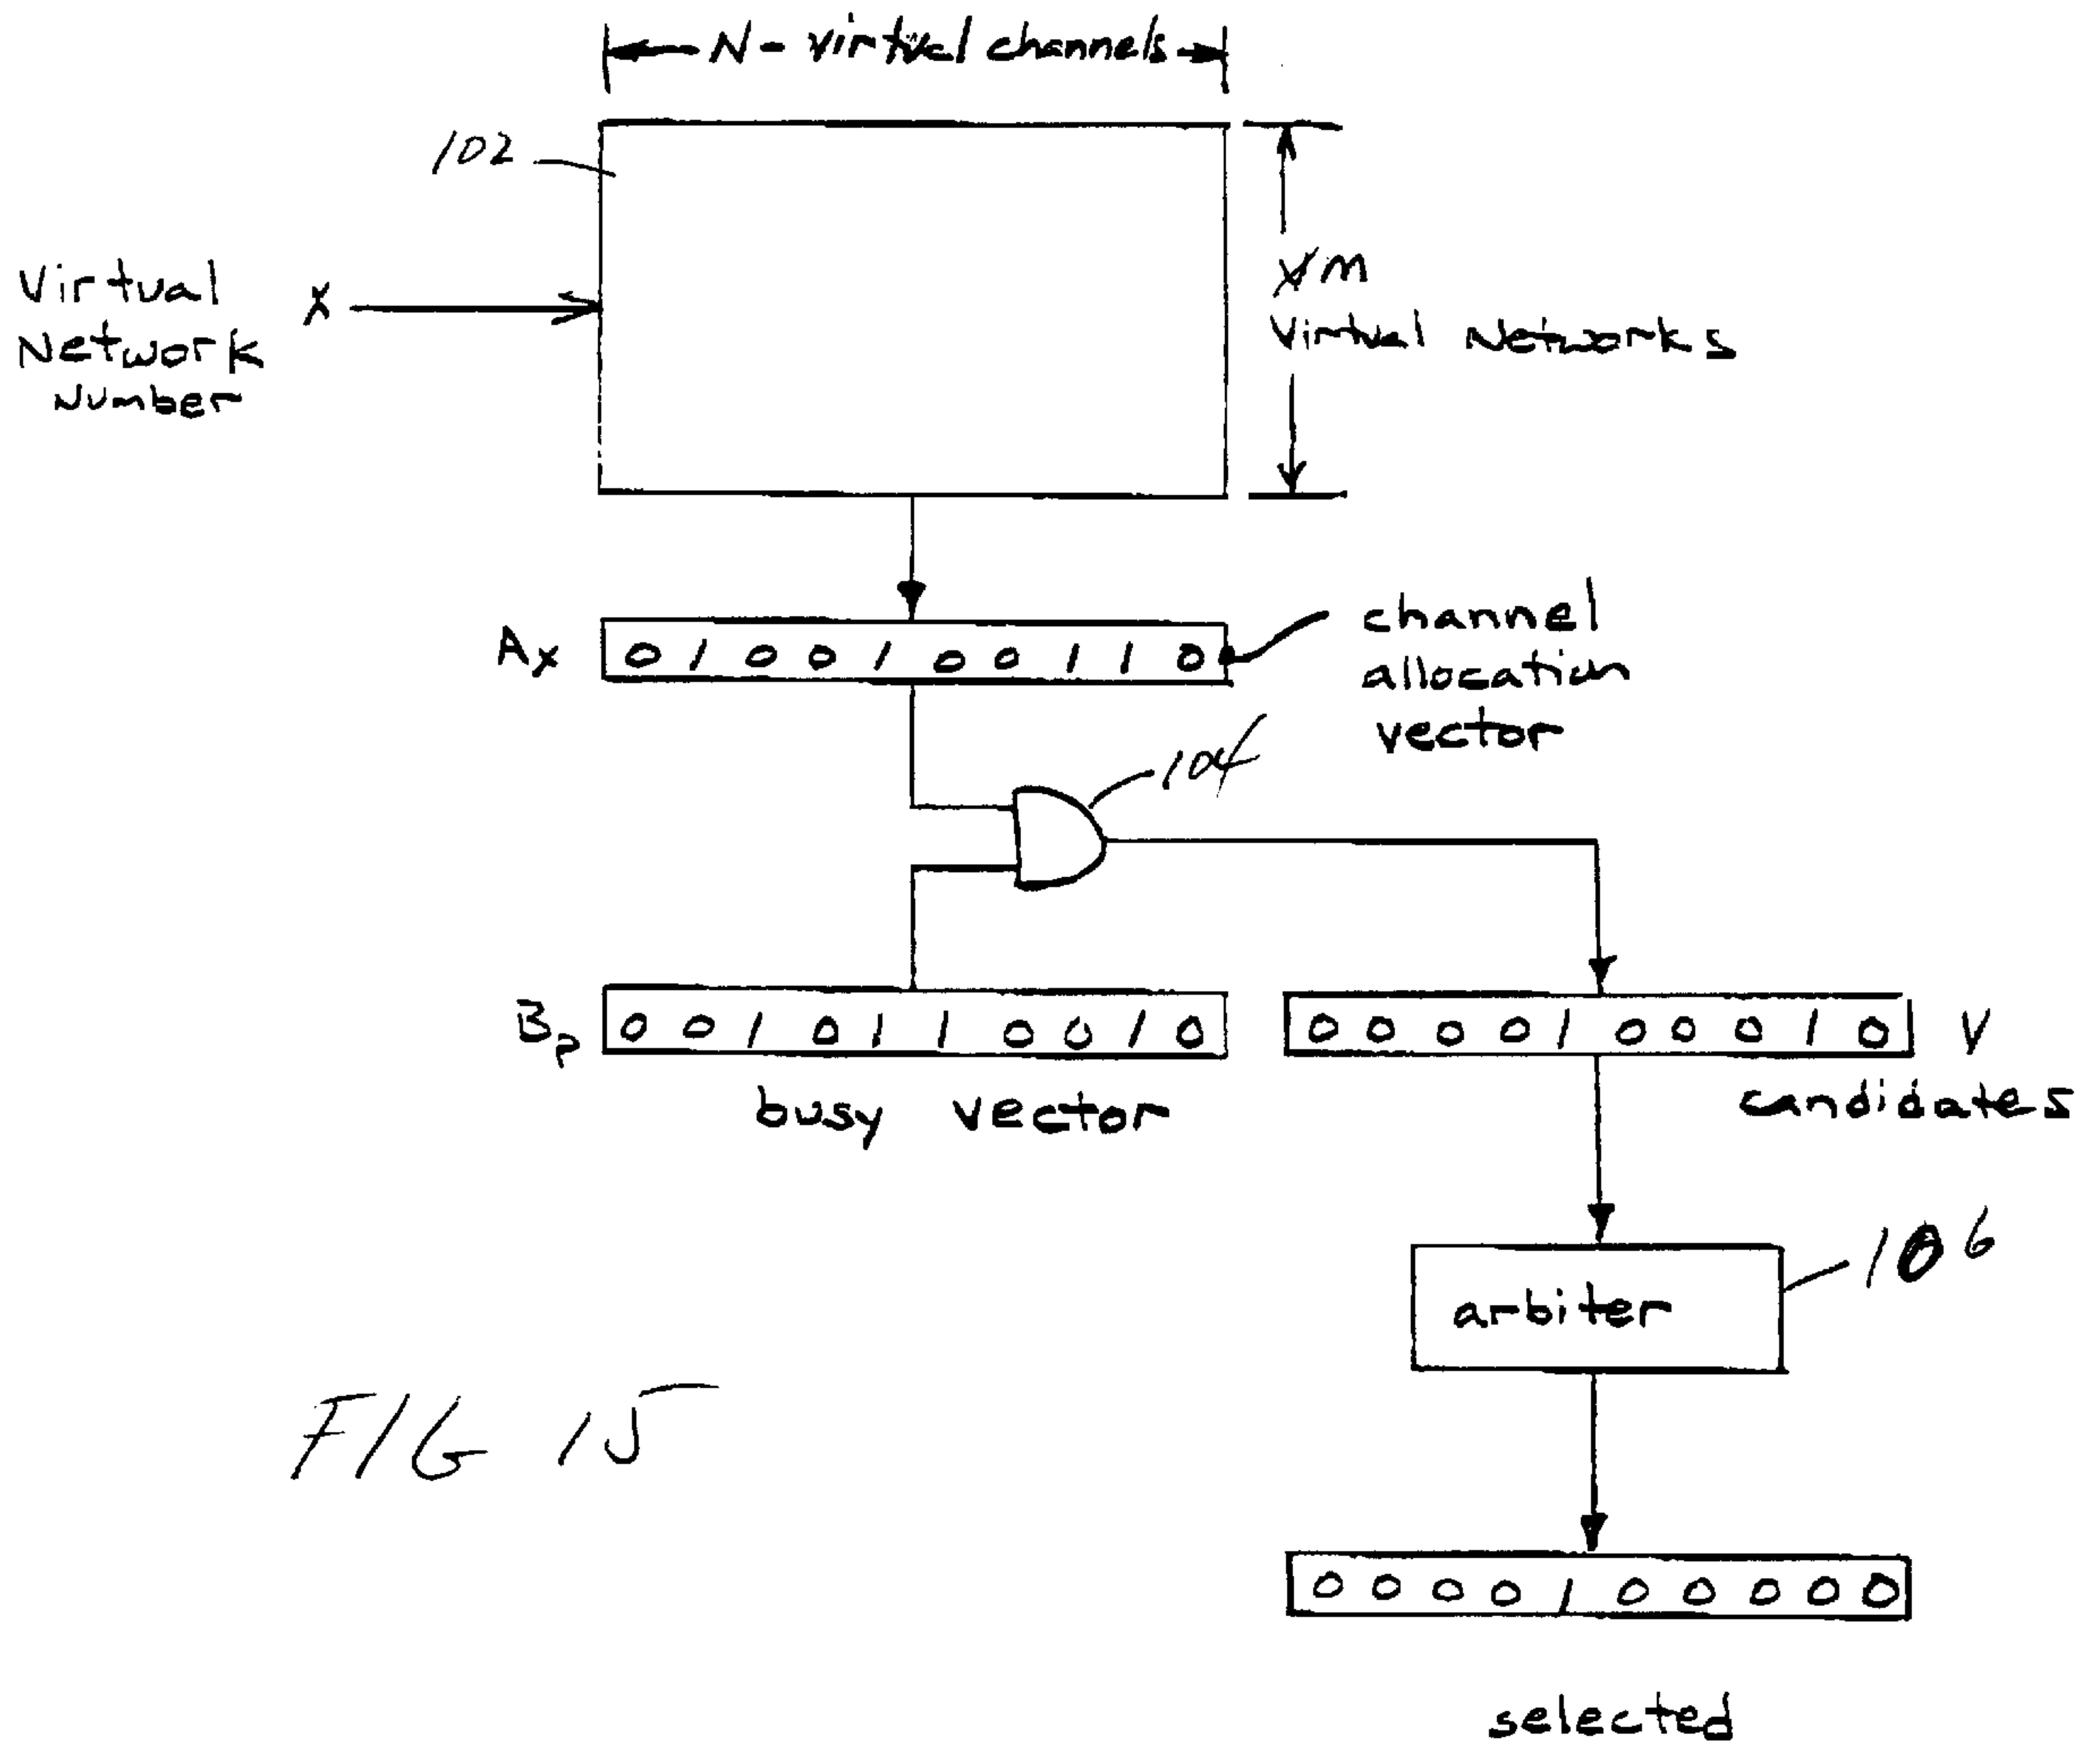 N - virtual channels
102
Virtual
Network
Number
X
M
Virtual Networks
Ax
0 1 0 0 1 0 0 1 1 0
channel
allocation
vector
104
Bp
0 0 1 0 1 1 0 0 1 0
busy vector
0 0 0 0 1 0 0 0 1 0
V
candidates
arbiter
106
FIG 15
0 0 0 0 1 0 0 0 0 0
selected